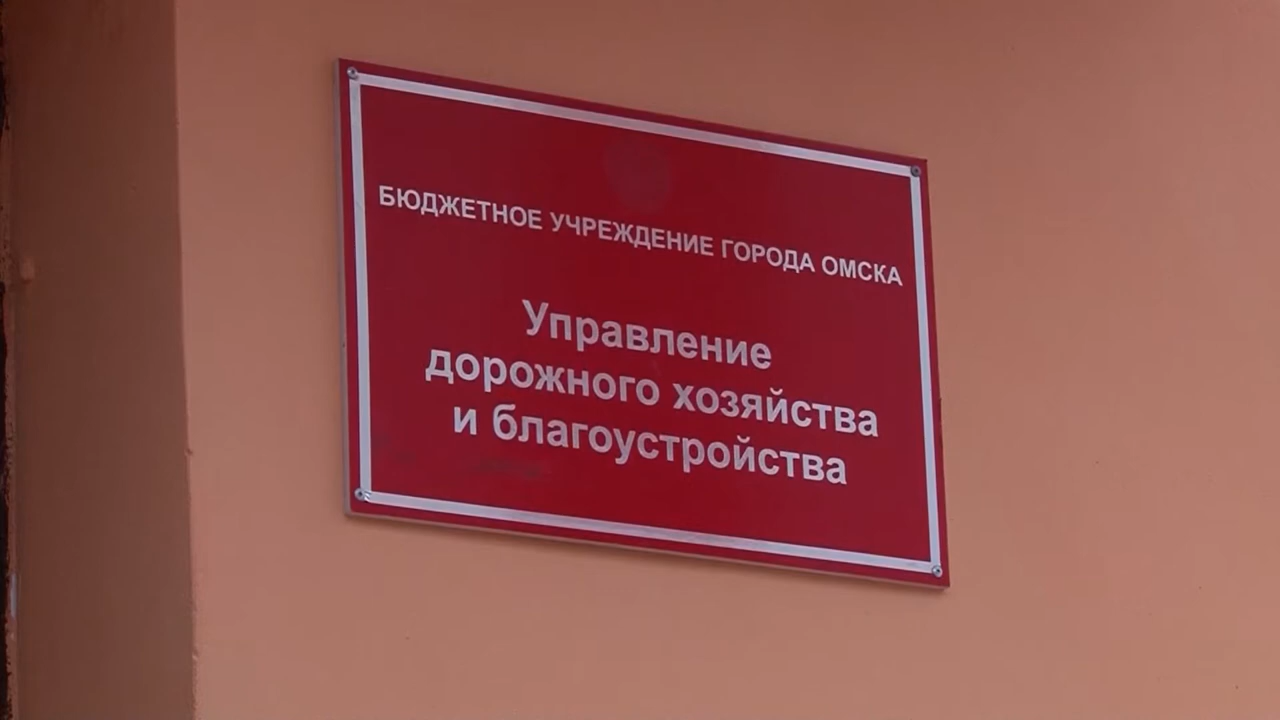 БЮДЖЕТНОЕ УЧРЕЖДЕНИЕ ГОРОДА ОМСКА
Управление
дорожного хозяйства
и благоустройства